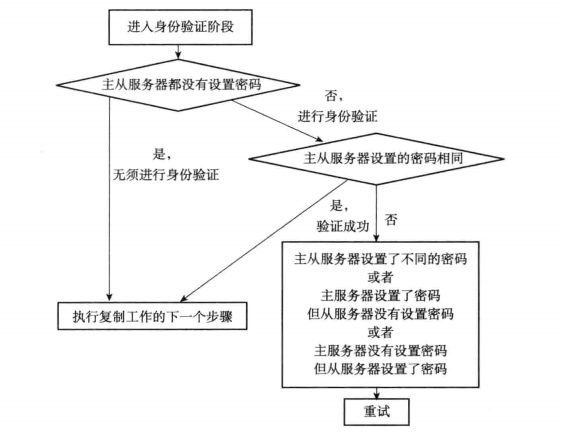 进入身份验证阶段
主从服务器都没有设置密码
否，
进行身份验证
是，
无须进行身份验证
主从服务器设置的密码相同
是，
验证成功
否
主从服务器设置了不同的密码
或者
主服务器设置了密码
但从服务器没有设置密码
或者
主服务器没有设置密码
但从服务器设置了密码
执行复制工作的下一个步骤
重试